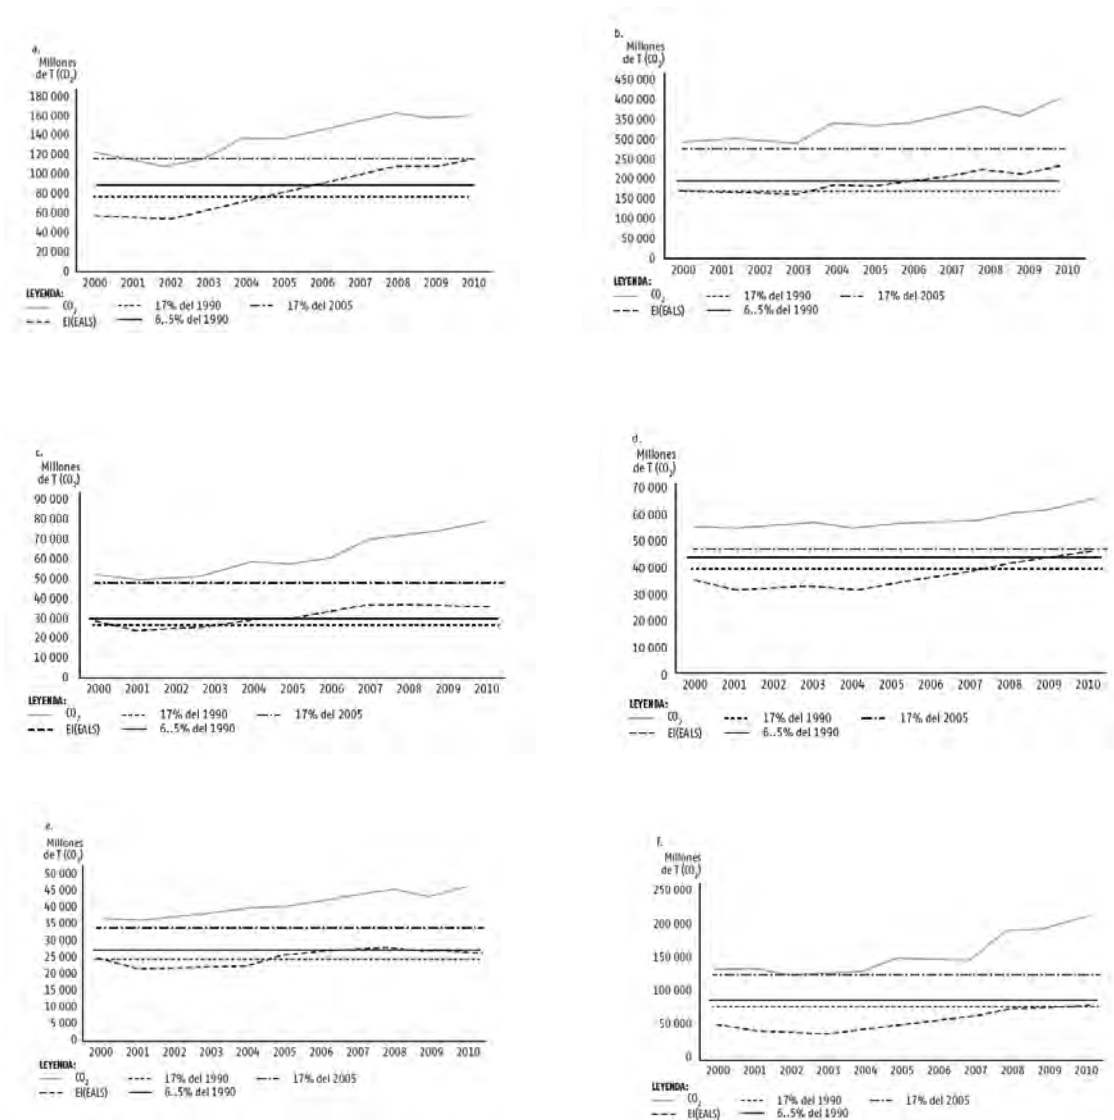 a.
Millones
de T (CO2)
180 000
160 000
140 000
120 000
100 000
80 000
60 000
40 000
20 000
0
2000 2001 2002 2003 2004 2005 2006 2007 2008 2009 2010
LEYENDA:
CO2 17% del 1990 17% del 2005
EI(EALS) 6..5% del 1990
b.
Millones
de T (CO2)
450 000
400 000
350 000
300 000
250 000
200 000
150 000
100 000
50 000
0
2000 2001 2002 2003 2004 2005 2006 2007 2008 2009 2010
LEYENDA:
CO2 17% del 1990 17% del 2005
EI(EALS) 6..5% del 1990
c.
Millones
de T (CO2)
90 000
80 000
70 000
60 000
50 000
40 000
30 000
20 000
10 000
0
2000 2001 2002 2003 2004 2005 2006 2007 2008 2009 2010
LEYENDA:
CO2 17% del 1990 17% del 2005
EI(EALS) 6..5% del 1990
d.
Millones
de T (CO2)
70 000
60 000
50 000
40 000
30 000
20 000
10 000
0
2000 2001 2002 2003 2004 2005 2006 2007 2008 2009 2010
LEYENDA:
CO2 17% del 1990 17% del 2005
EI(EALS) 6..5% del 1990
e.
Millones
de T (CO2)
50 000
45 000
40 000
35 000
30 000
25 000
20 000
15 000
10 000
5 000
0
2000 2001 2002 2003 2004 2005 2006 2007 2008 2009 2010
LEYENDA:
CO2 17% del 1990 17% del 2005
EI(EALS) 6..5% del 1990
f.
Millones
de T (CO2)
250 000
200 000
150 000
100 000
50 000
0
2000 2001 2002 2003 2004 2005 2006 2007 2008 2009 2010
LEYENDA:
CO2 17% del 1990 17% del 2005
EI(EALS) 6..5% del 1990